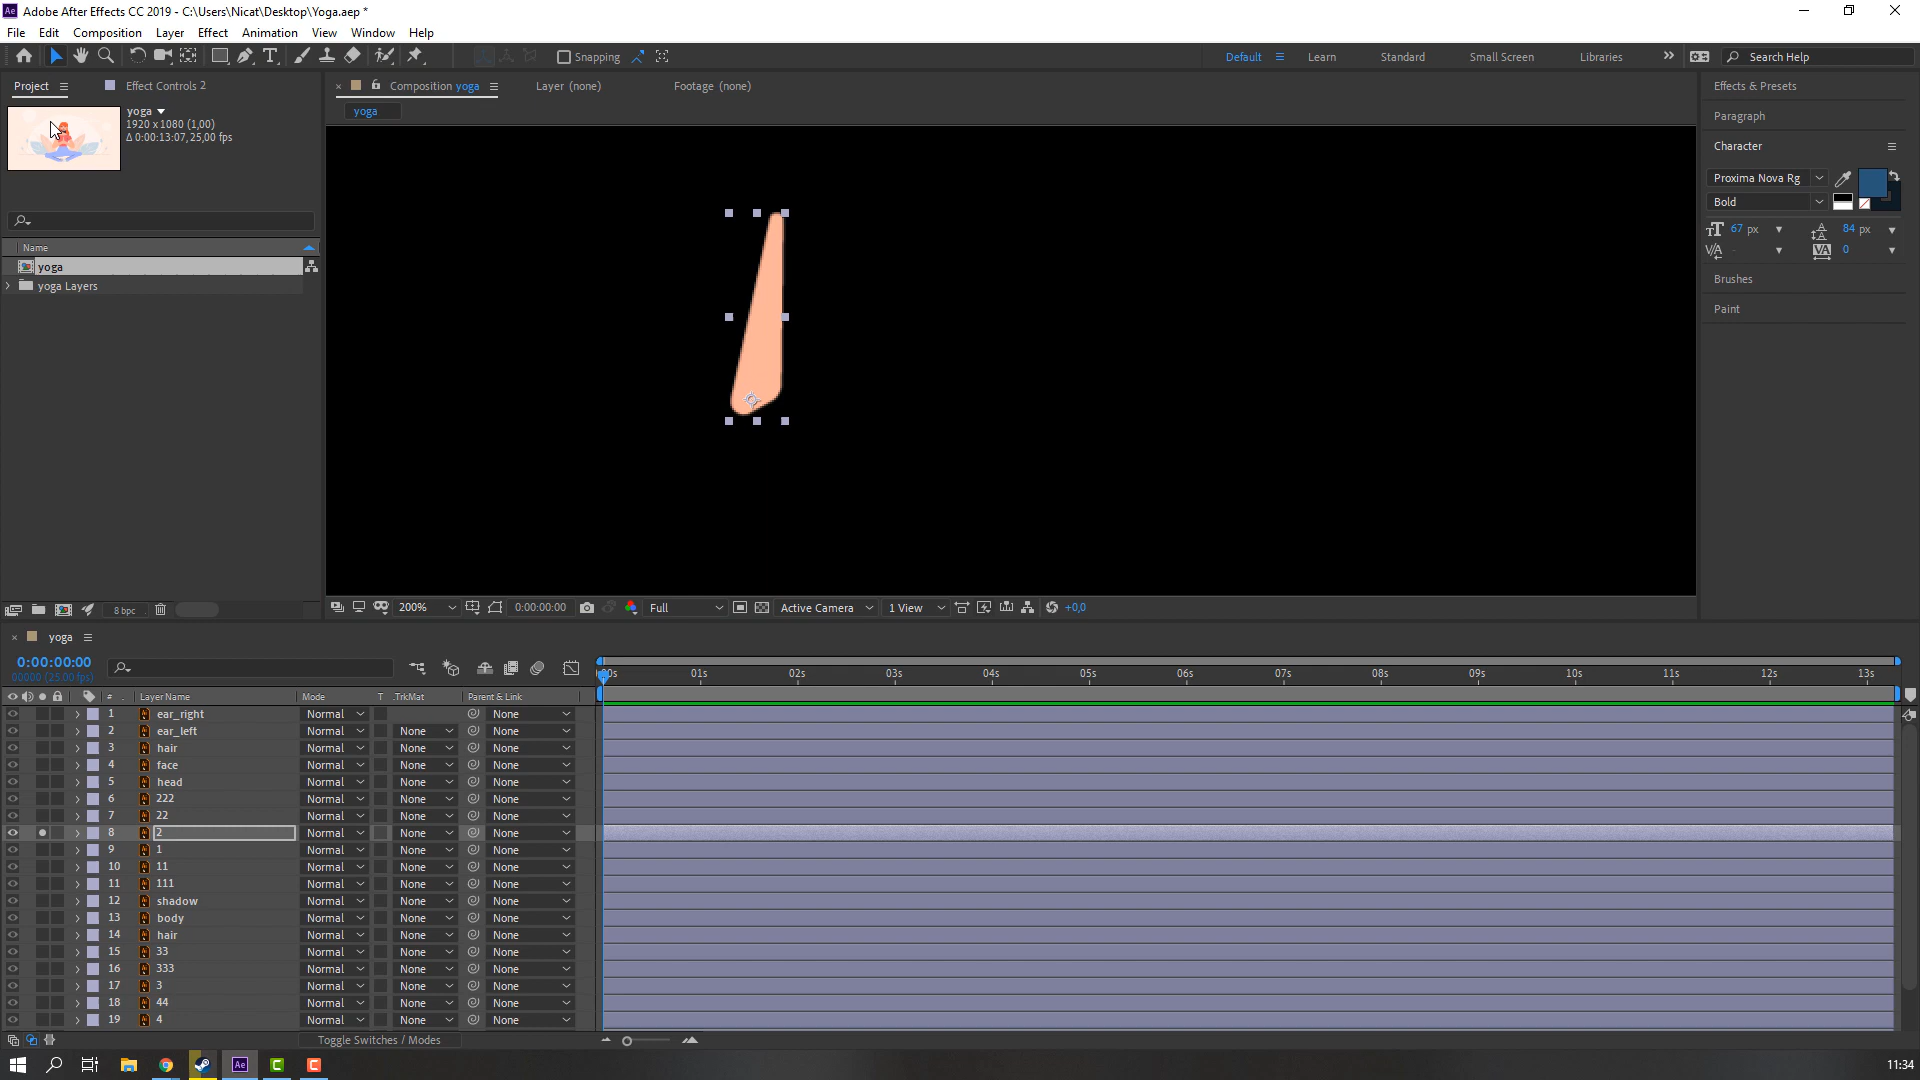 Adobe After Effects CC 2019 - C:\Users\Nicat\Desktop\Yoga.aep *
File Edit Composition Layer Effect Animation View Window Help
Snapping Default Learn Standard Small Screen Libraries Search Help
Project Effect Controls 2 Composition yoga Layer (none) Footage (none) Effects & Presets
yoga
1920 x 1080 (1,00)
Δ 0:00:13:07, 25,00 fps
yoga
Paragraph
Character
Proxima Nova Rg
Bold
67 px 84 px
0
Brushes
Paint
Name
yoga
yoga Layers
8 bpc 200% 0:00:00:00 Full Active Camera 1 View +0,0
yoga
0:00:00:00
00000 (25.00 fps)
00s 01s 02s 03s 04s 05s 06s 07s 08s 09s 10s 11s 12s 13s
# Layer Name Mode T .TrkMat Parent & Link
1 ear_right Normal None
2 ear_left Normal None None
3 hair Normal None None
4 face Normal None None
5 head Normal None None
6 222 Normal None None
7 22 Normal None None
8 2 Normal None None
9 1 Normal None None
10 11 Normal None None
11 111 Normal None None
12 shadow Normal None None
13 body Normal None None
14 hair Normal None None
15 33 Normal None None
16 333 Normal None None
17 3 Normal None None
18 44 Normal None None
19 4 Normal None None
Toggle Switches / Modes
11:34